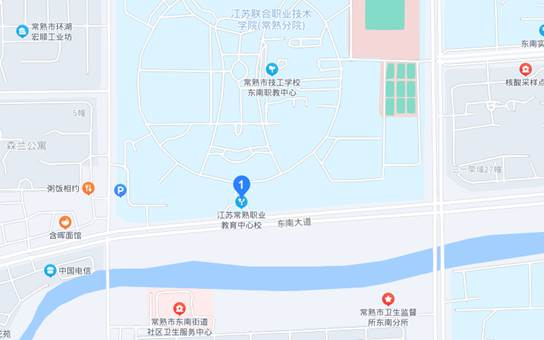 江苏联合职业技术
学院(常熟分院)
常熟市环湖
宏顺工业坊
东南实
常熟市技工学校
东南职教中心
核酸采样点
5幢
森兰公寓
三一荣域27幢
粥饭相约
P
1
江苏常熟职业
教育中心校
东南大道
含晖面馆
中国电信
常熟市东南街道
社区卫生服务中心
常熟市卫生监督
所东南分所